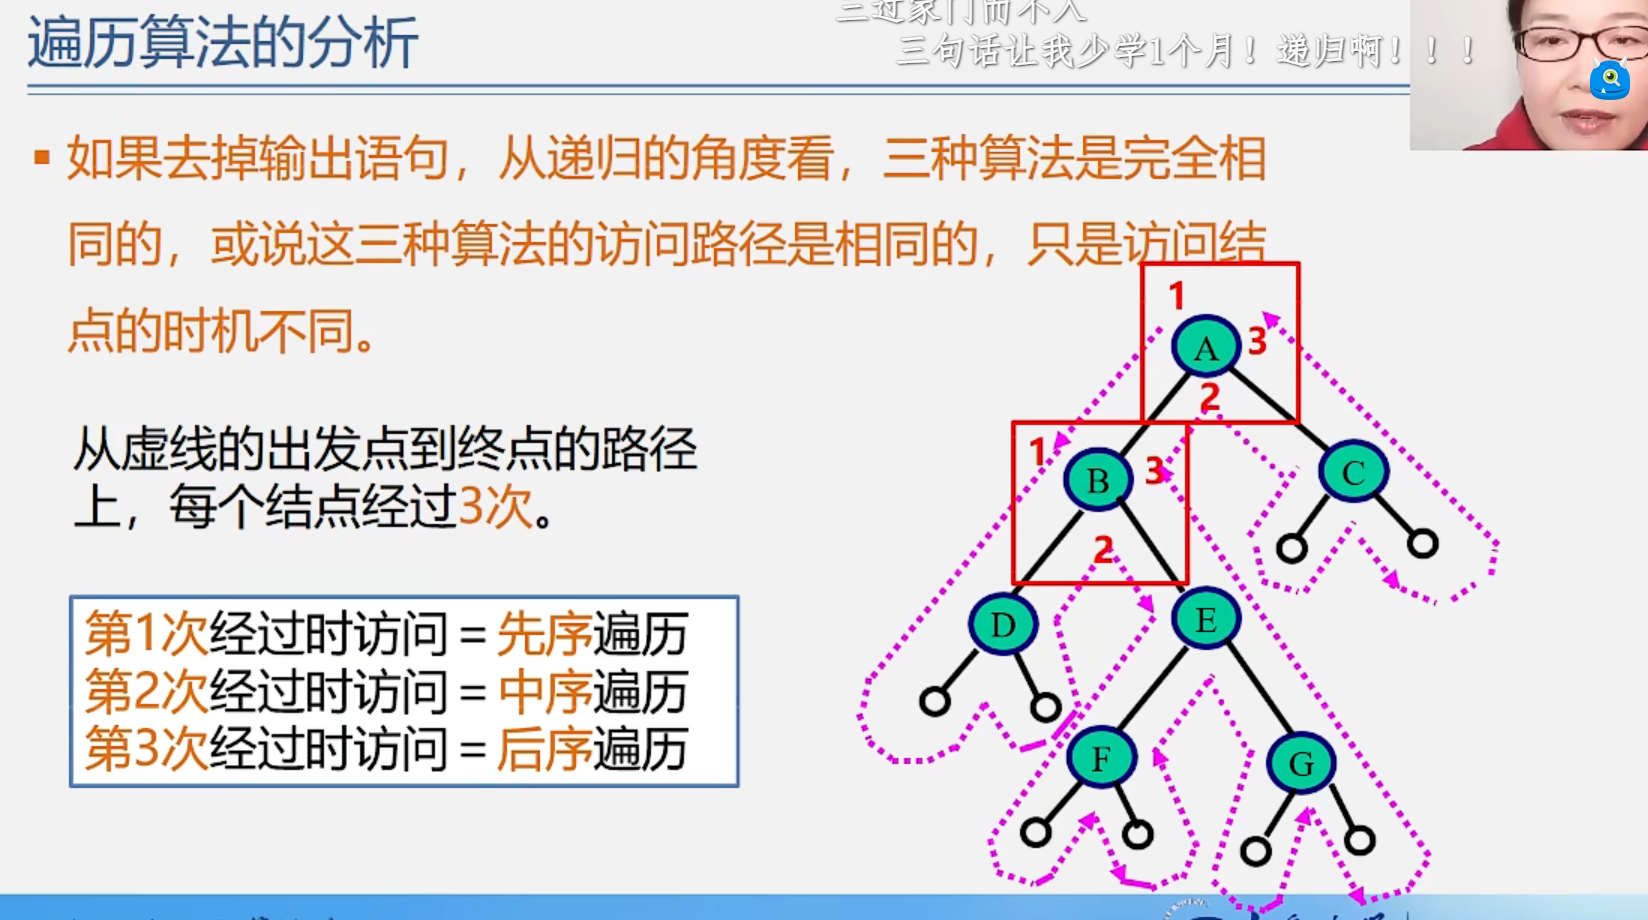 遍历算法的分析
三过家门而不入
三句话让我少学1个月！递归啊！！！
▪ 如果去掉输出语句，从递归的角度看，三种算法是完全相
同的，或说这三种算法的访问路径是相同的，只是访问结
点的时机不同。
从虚线的出发点到终点的路径
上，每个结点经过3次。
第1次经过时访问 = 先序遍历
第2次经过时访问 = 中序遍历
第3次经过时访问 = 后序遍历
1
A
3
2
1
B
3
C
2
D
E
F
G